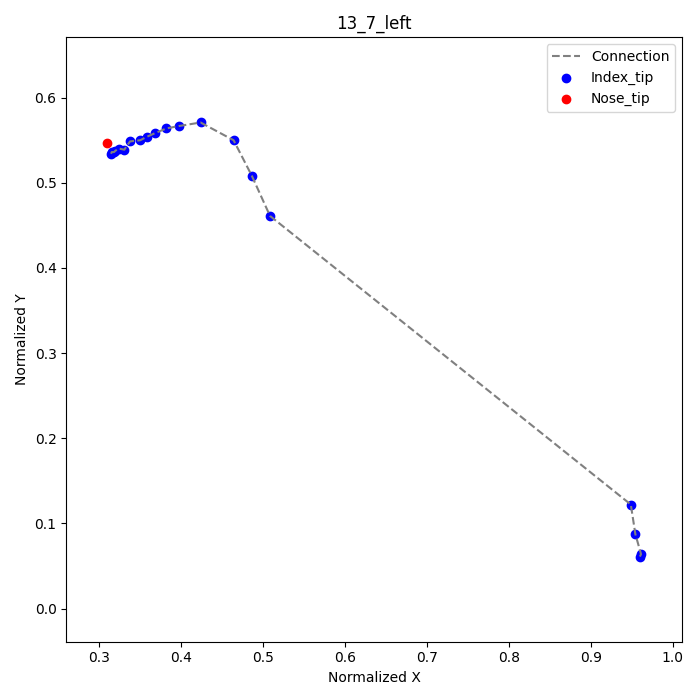 13_7_left
Connection
Index_tip
Nose_tip
0.6
0.5
0.4
0.3
0.2
0.1
0.0
Normalized Y
0.3 0.4 0.5 0.6 0.7 0.8 0.9 1.0
Normalized X